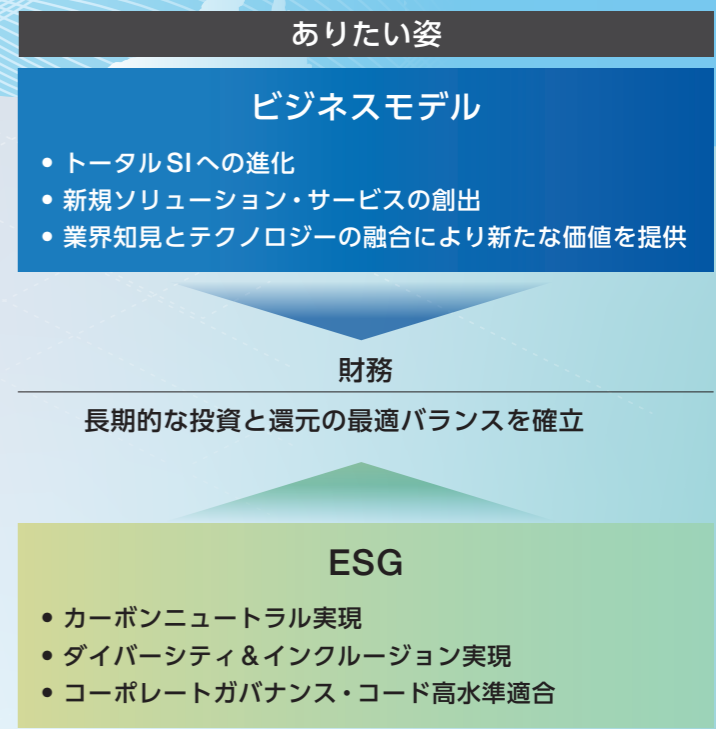 ありたい姿
ビジネスモデル
• トータルSIへの進化
• 新規ソリューション・サービスの創出
• 業界知見とテクノロジーの融合により新たな価値を提供
財務
長期的な投資と還元の最適バランスを確立
ESG
• カーボンニュートラル実現
• ダイバーシティ&インクルージョン実現
• コーポレートガバナンス・コード高水準適合